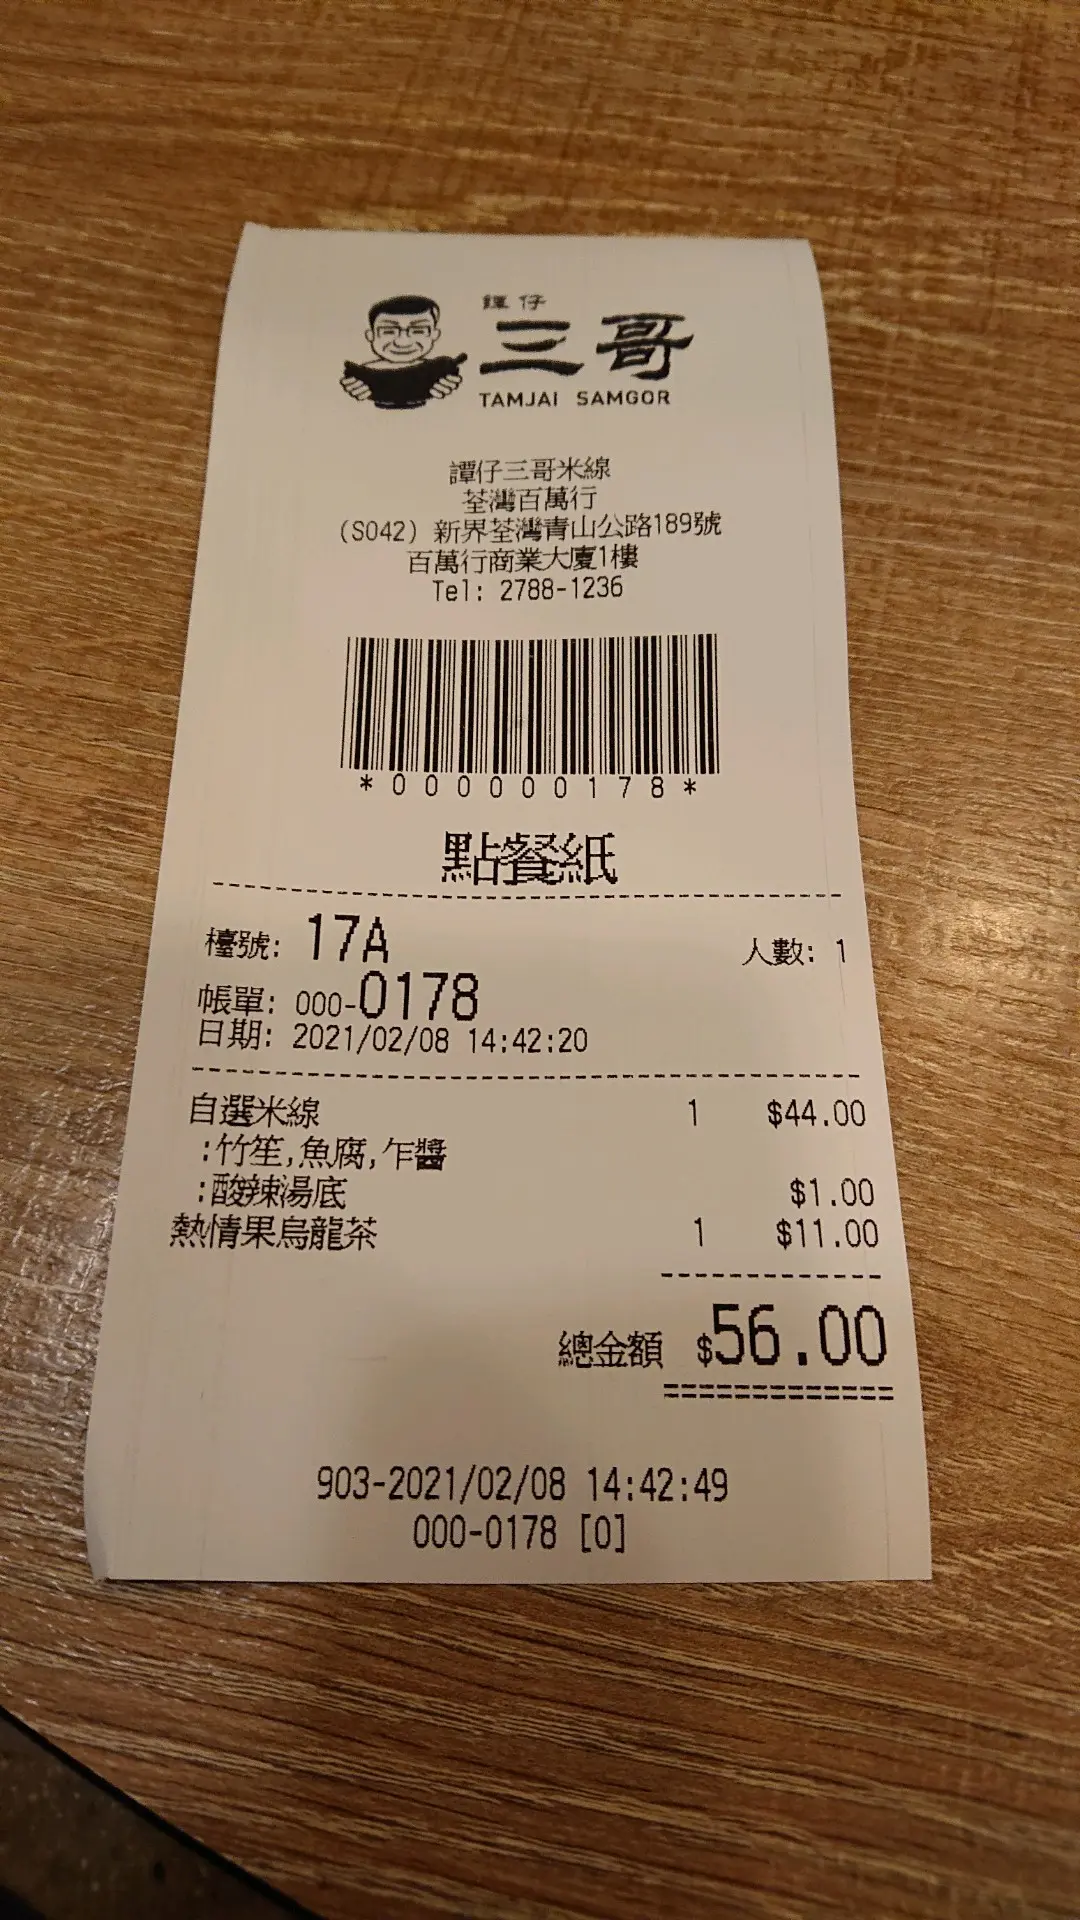 譚仔
三哥
TAMJAI SAMGOR
譚仔三哥米線
荃灣百萬行
(S042) 新界荃灣青山公路189號
百萬行商業大廈1樓
Tel: 2788-1236
*000000178*
點餐紙
檯號: 17A 人數: 1
帳單: 000-0178
日期: 2021/02/08 14:42:20
自選米線 1 $44.00
:竹笙,魚腐,乍醬
:酸辣湯底 $1.00
熱情果烏龍茶 1 $11.00
總金額 $56.00
903-2021/02/08 14:42:49
000-0178 [0]